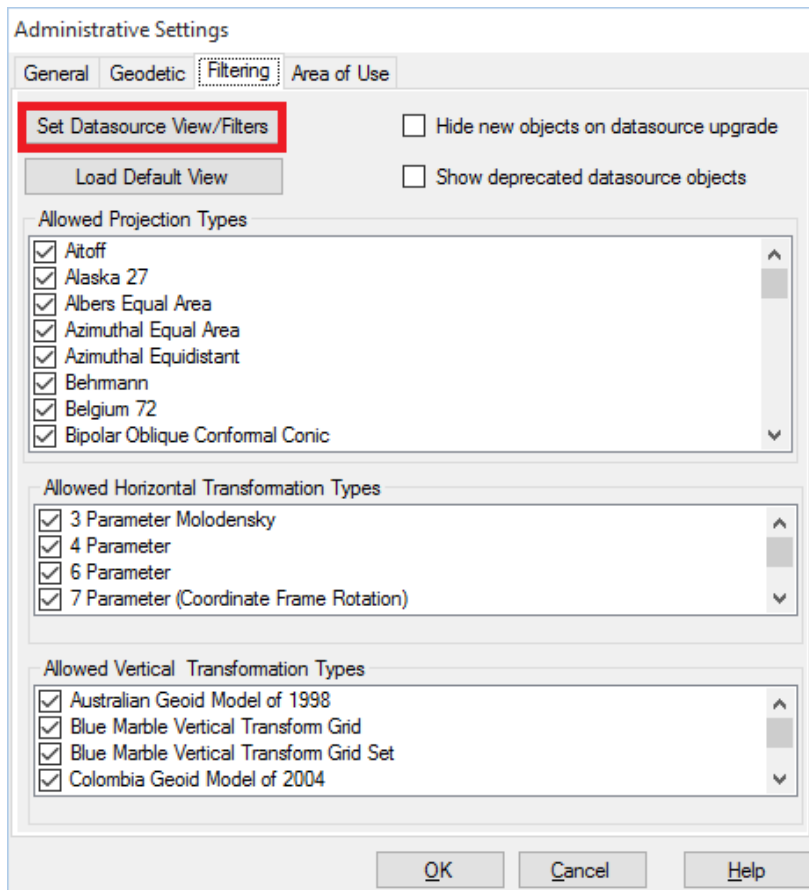 Administrative Settings
General Geodetic Filtering Area of Use
Set Datasource View/Filters Hide new objects on datasource upgrade
Load Default View Show deprecated datasource objects
Allowed Projection Types
Aitoff
Alaska 27
Albers Equal Area
Azimuthal Equal Area
Azimuthal Equidistant
Behrmann
Belgium 72
Bipolar Oblique Conformal Conic
Allowed Horizontal Transformation Types
3 Parameter Molodensky
4 Parameter
6 Parameter
7 Parameter (Coordinate Frame Rotation)
Allowed Vertical Transformation Types
Australian Geoid Model of 1998
Blue Marble Vertical Transform Grid
Blue Marble Vertical Transform Grid Set
Colombia Geoid Model of 2004
OK Cancel Help